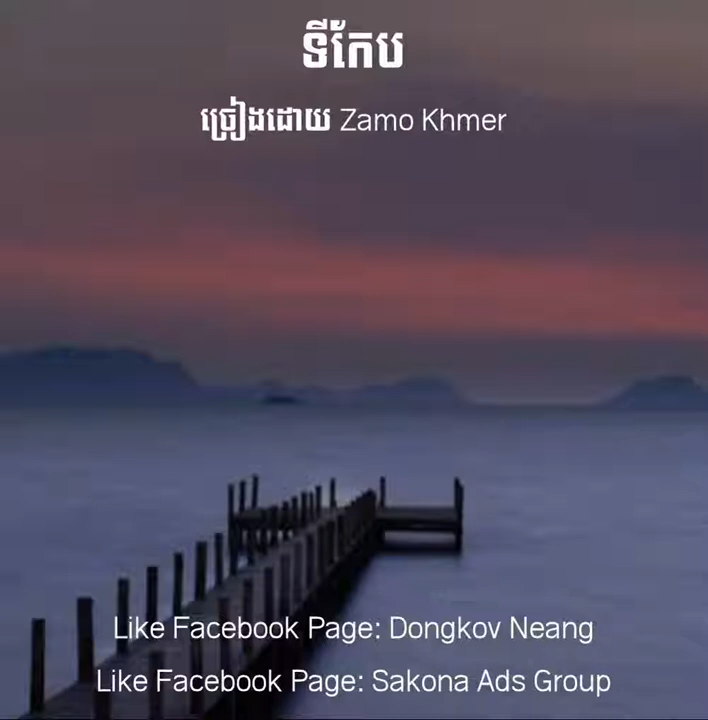 ទីកែប
ច្រៀងដោយ Zamo Khmer
Like Facebook Page: Dongkov Neang
Like Facebook Page: Sakona Ads Group